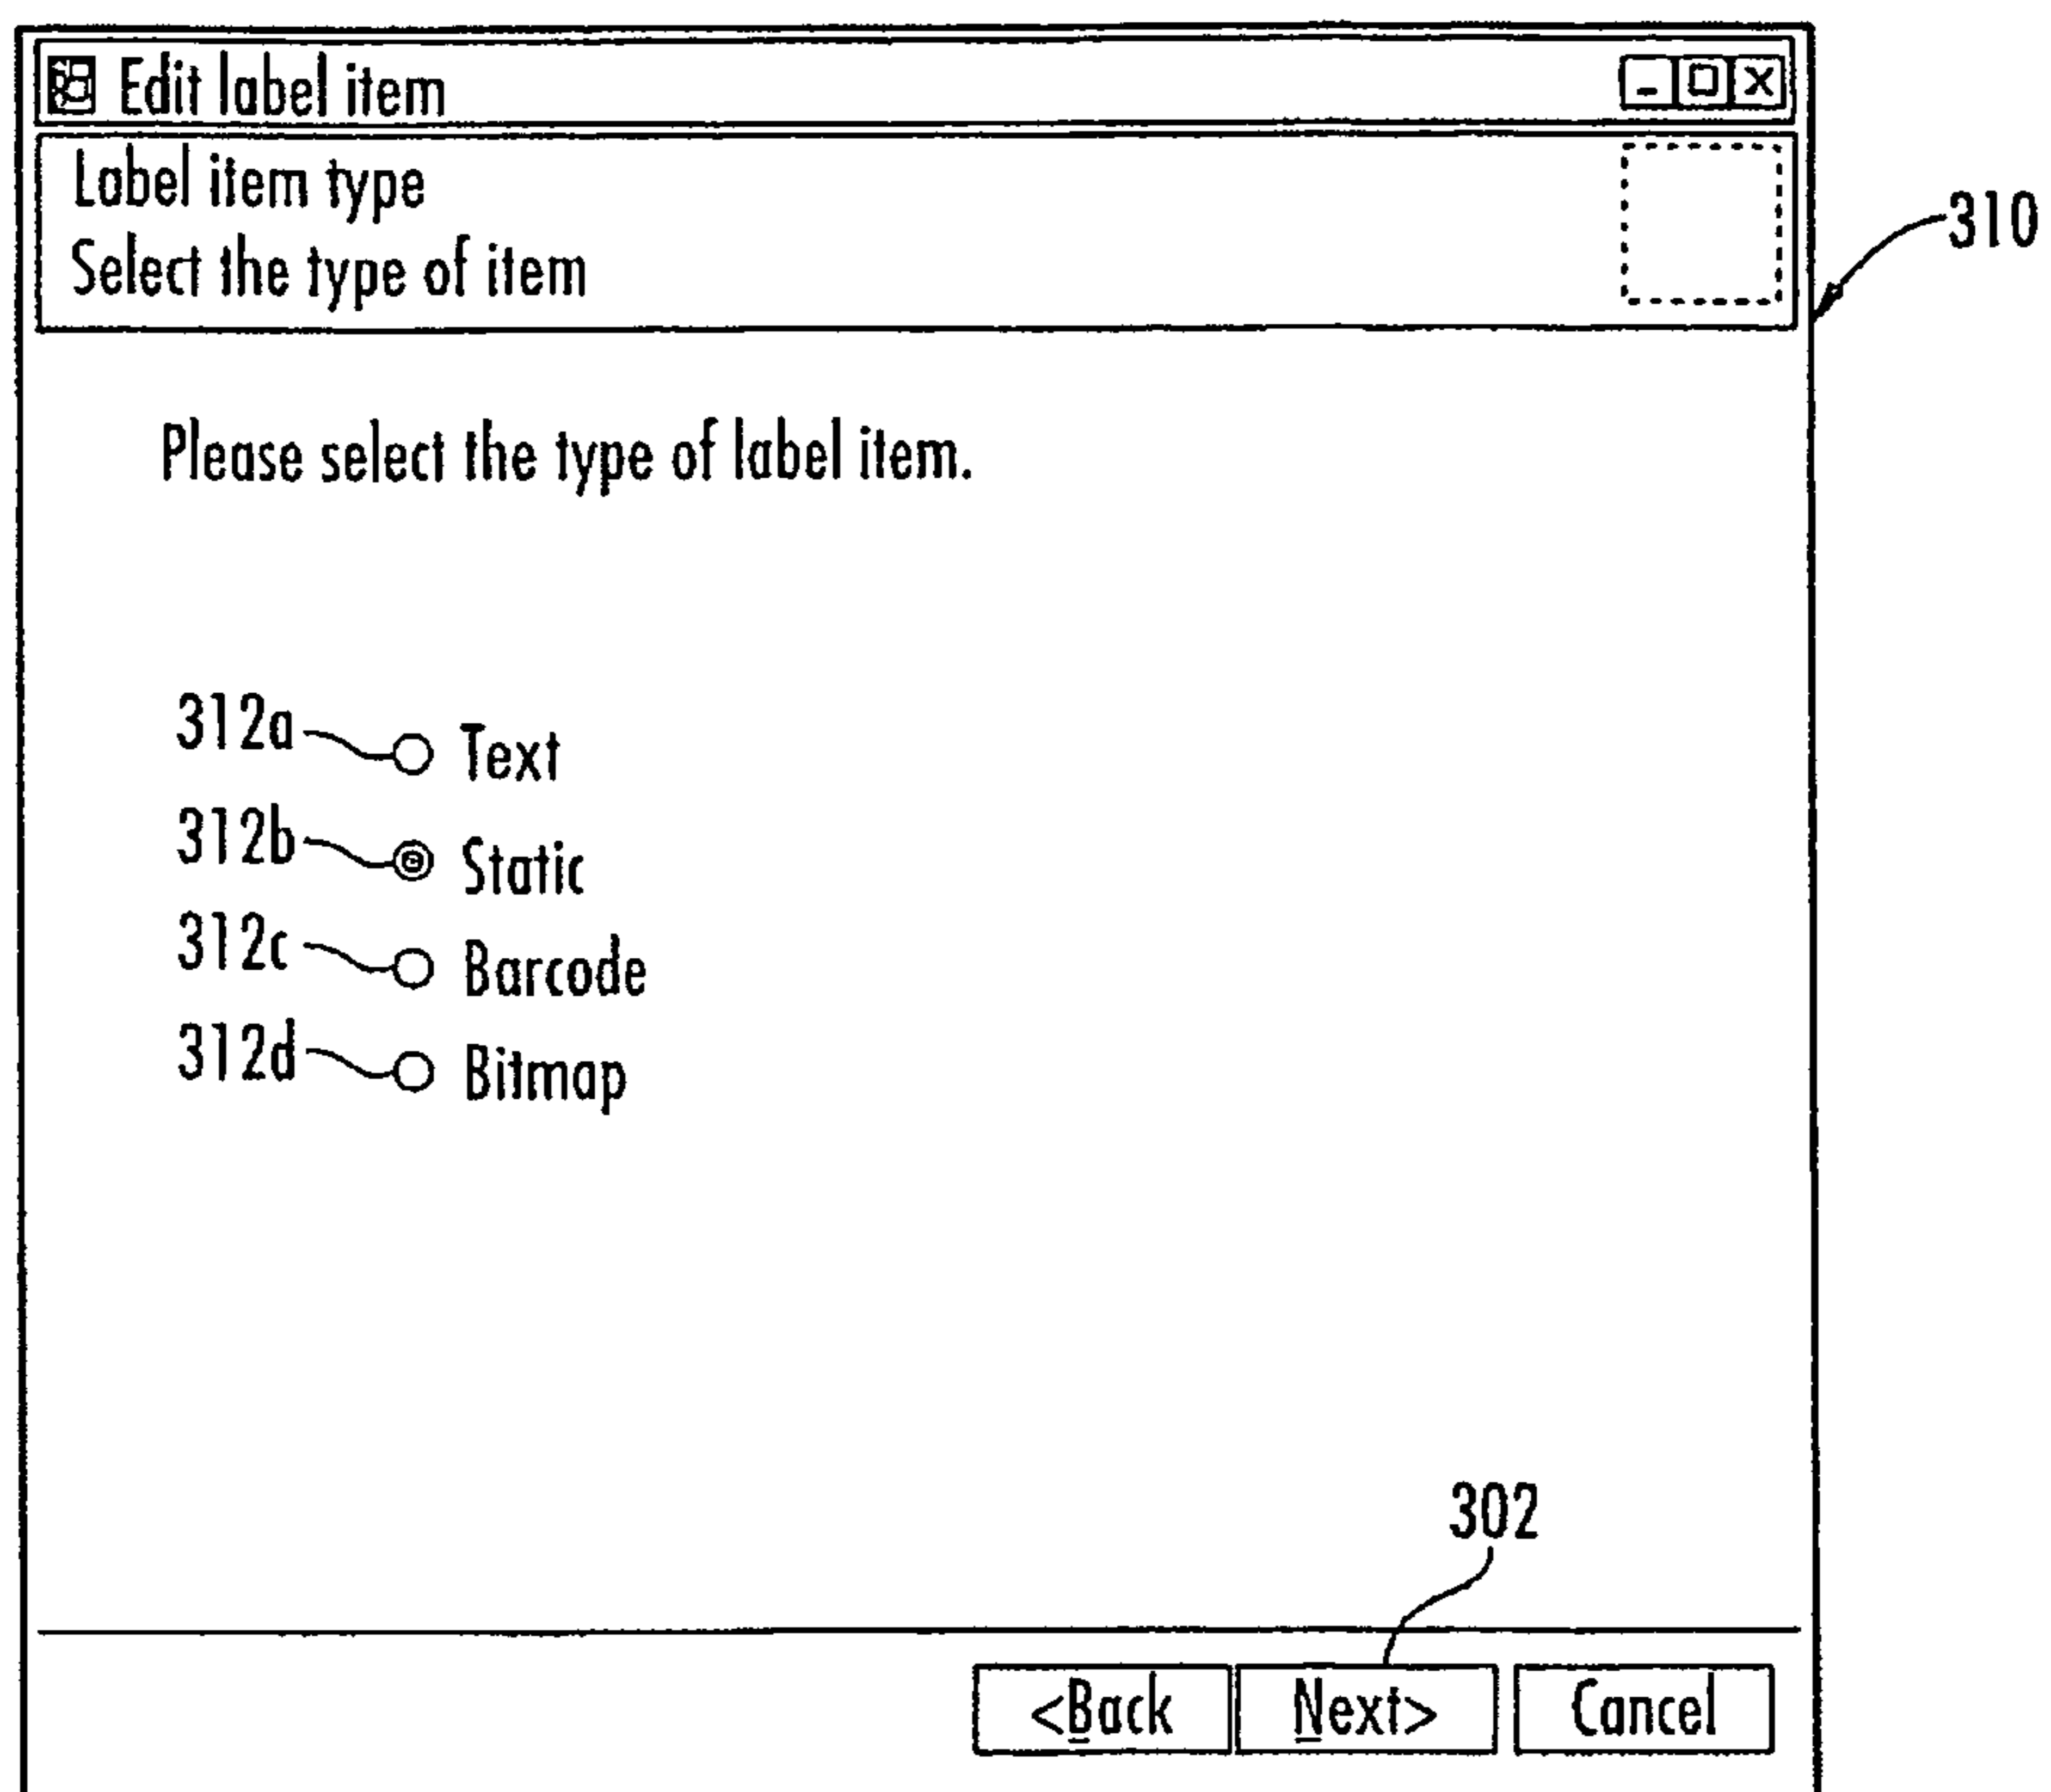 Edit label item
Label item type
Select the type of item
310
Please select the type of label item.
312a Text
312b Static
312c Barcode
312d Bitmap
302
<Back Next> Cancel